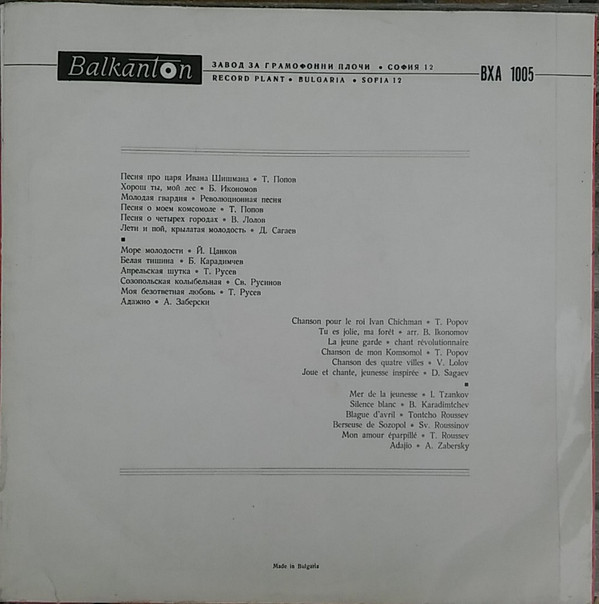 Balkanton
ЗАВОД ЗА ГРАМОФОННИ ПЛОЧИ • СОФИЯ 12
RECORD PLANT • BULGARIA • SOFIA 12
ВХА 1005
Песня про царя Ивана Шишмана • Т. Попов
Хорош ты, мой лес • Б. Икономов
Молодая гвардия • Революционная песня
Песня о моем комсомоле • Т. Попов
Песня о четырех городах • В. Лолов
Лети и пой, крылатая молодость • Д. Сагаев
Море молодости • Й. Цанков
Белая тишина • Б. Карадимчев
Апрельская шутка • Т. Русев
Созопольская колыбельная • Св. Русинов
Моя безответная любовь • Т. Русев
Адажио • А. Заберски
Chanson pour le roi Ivan Chichman • T. Popov
Tu es jolie, ma forêt • arr. B. Ikonomov
La jeune garde • chant révolutionnaire
Chanson de mon Komsomol • T. Popov
Chanson des quatre villes • V. Lolov
Joue et chante, jeunesse inspirée • D. Sagaev
Mer de la jeunesse • I. Tzankov
Silence blanc • B. Karadimtchev
Blague d'avril • Tontcho Roussev
Berseuse de Sozopol • Sv. Roussinov
Mon amour éparpillé • T. Roussev
Adajio • A. Zabersky
Made in Bulgaria